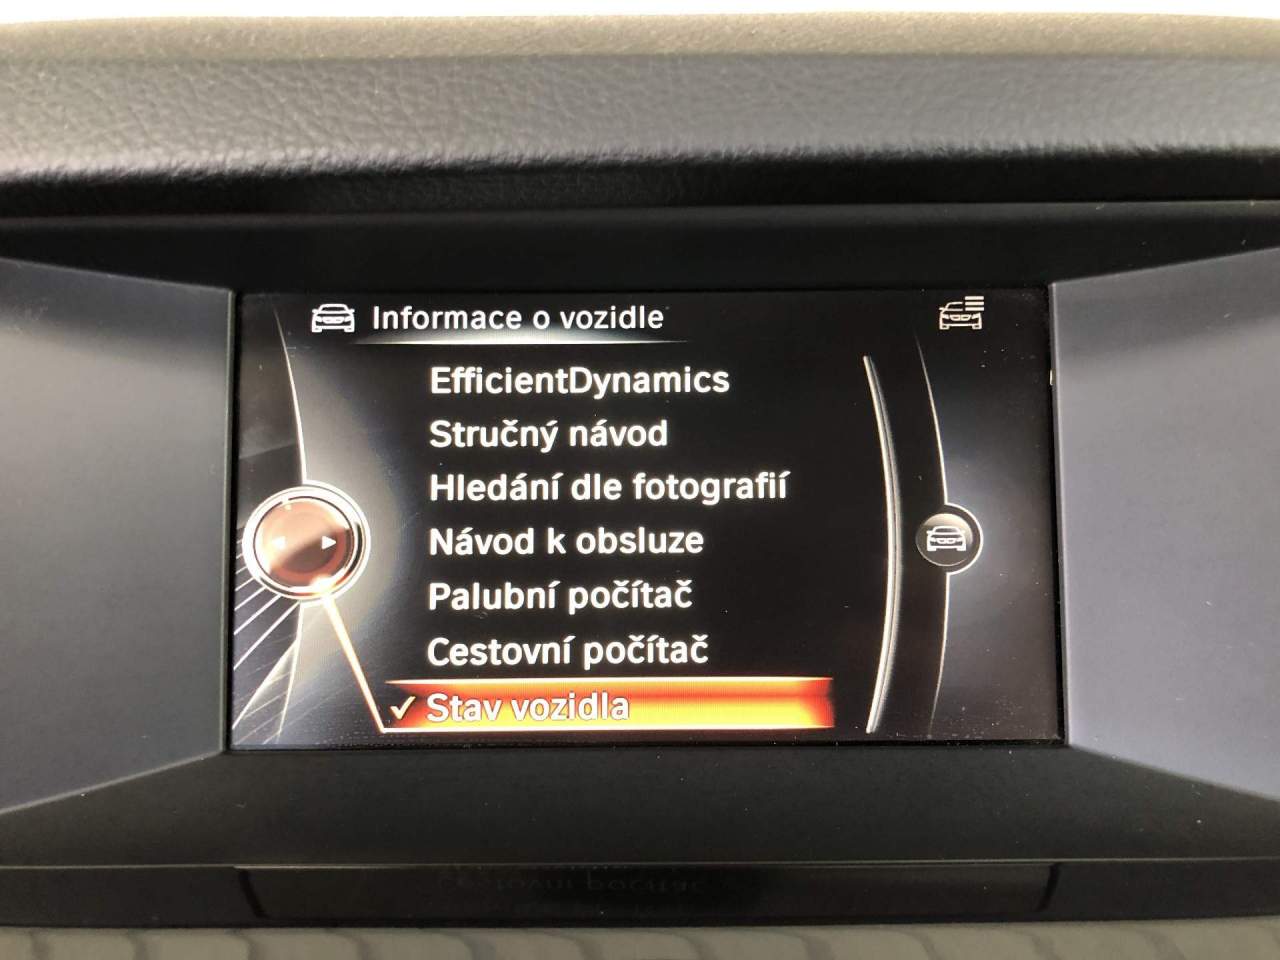 Informace o vozidle
EfficientDynamics
Stručný návod
Hledání dle fotografií
Návod k obsluze
Palubní počítač
Cestovní počítač
Stav vozidla